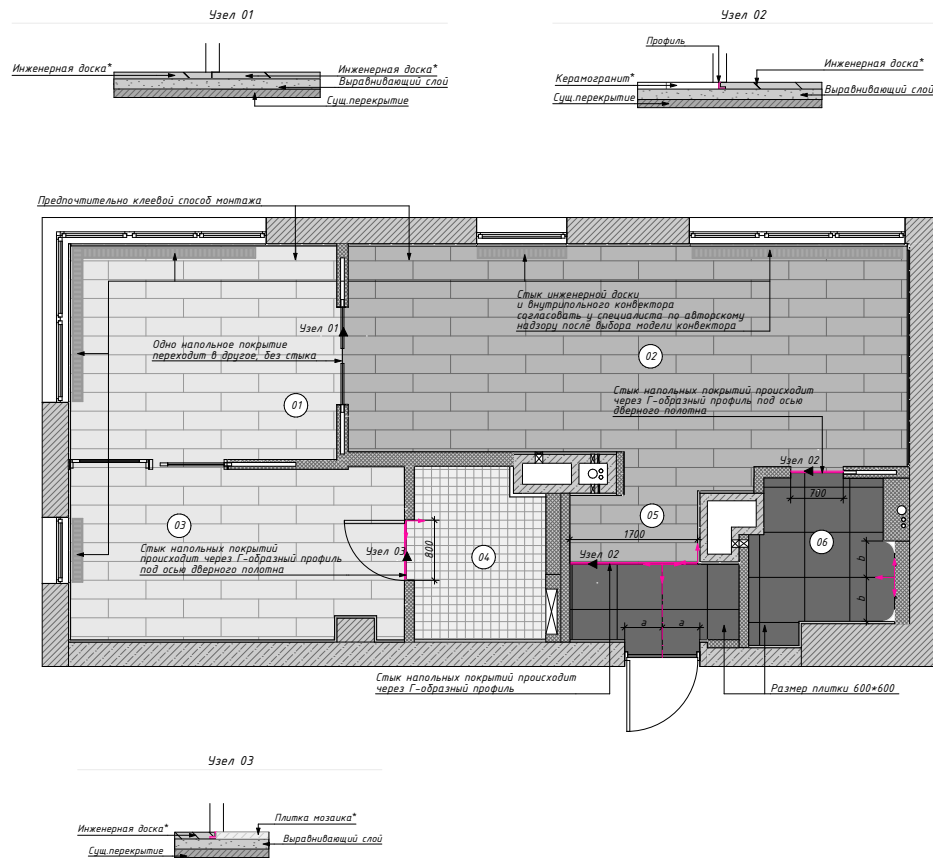 Узел 01
Инженерная доска*
Инженерная доска*
Выравнивающий слой
Сущ.перекрытие
Узел 02
Профиль
Инженерная доска*
Керамогранит*
Выравнивающий слой
Сущ.перекрытие
Предпочтительно клеевой способ монтажа
Стык инженерной доски
и внутрипольного конвектора
согласовать у специалиста по авторскому
надзору после выбора модели конвектора
Узел 01
Одно напольное покрытие
переходит в другое, без стыка
02
01
Стык напольных покрытий происходит
через Г-образный профиль под осью
дверного полотна
Узел 02
700
03
05
04
06
1700
800
Стык напольных покрытий
происходит через Г-образный профиль
под осью дверного полотна
Узел 03
Узел 02
b
b
a
a
Стык напольных покрытий происходит
через Г-образный профиль
Размер плитки 600*600
Узел 03
Плитка мозаика*
Инженерная доска*
Выравнивающий слой
Сущ.перекрытие